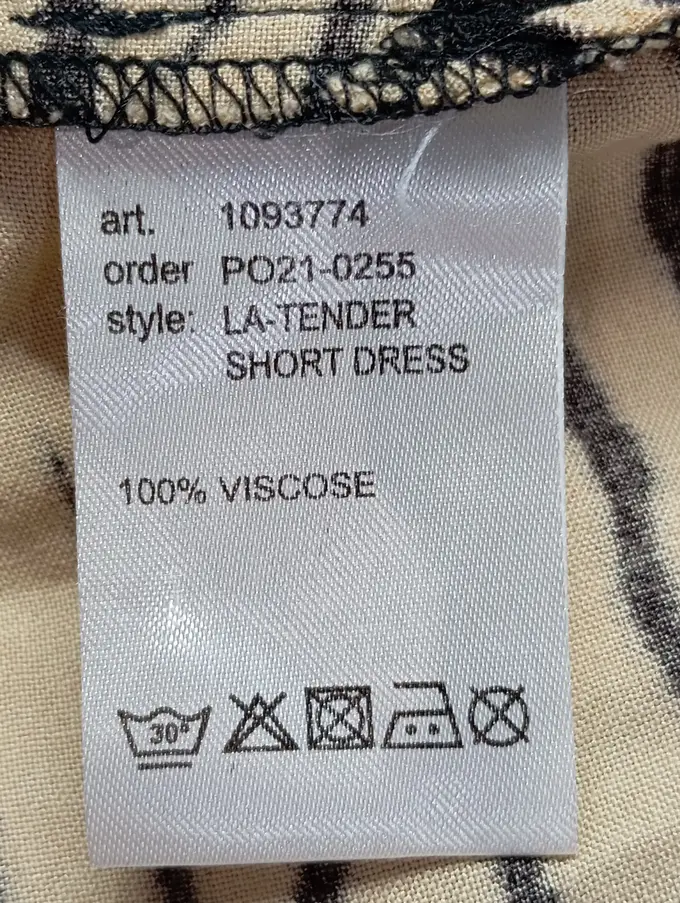 art. 1093774
order PO21-0255
style: LA-TENDER
SHORT DRESS
100% VISCOSE
30°